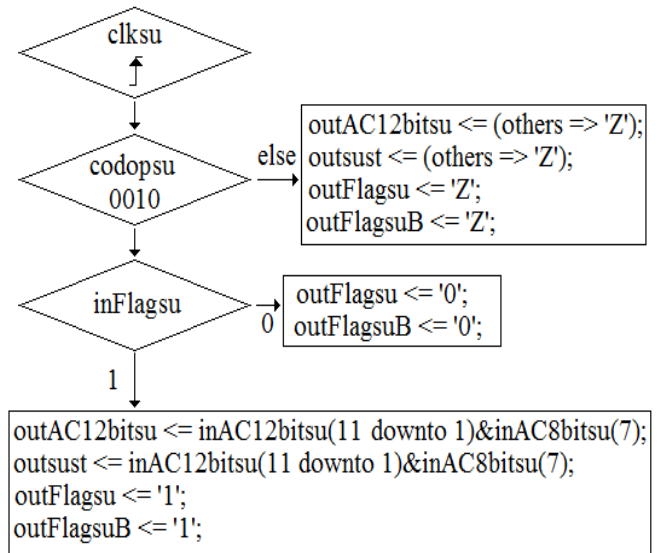 clksu
codopsu
0010
else
outAC12bitsu <= (others => 'Z');
outsust <= (others => 'Z');
outFlagsu <= 'Z';
outFlagsuB <= 'Z';
inFlagsu
0
outFlagsu <= '0';
outFlagsuB <= '0';
1
outAC12bitsu <= inAC12bitsu(11 downto 1)&inAC8bitsu(7);
outsust <= inAC12bitsu(11 downto 1)&inAC8bitsu(7);
outFlagsu <= '1';
outFlagsuB <= '1';